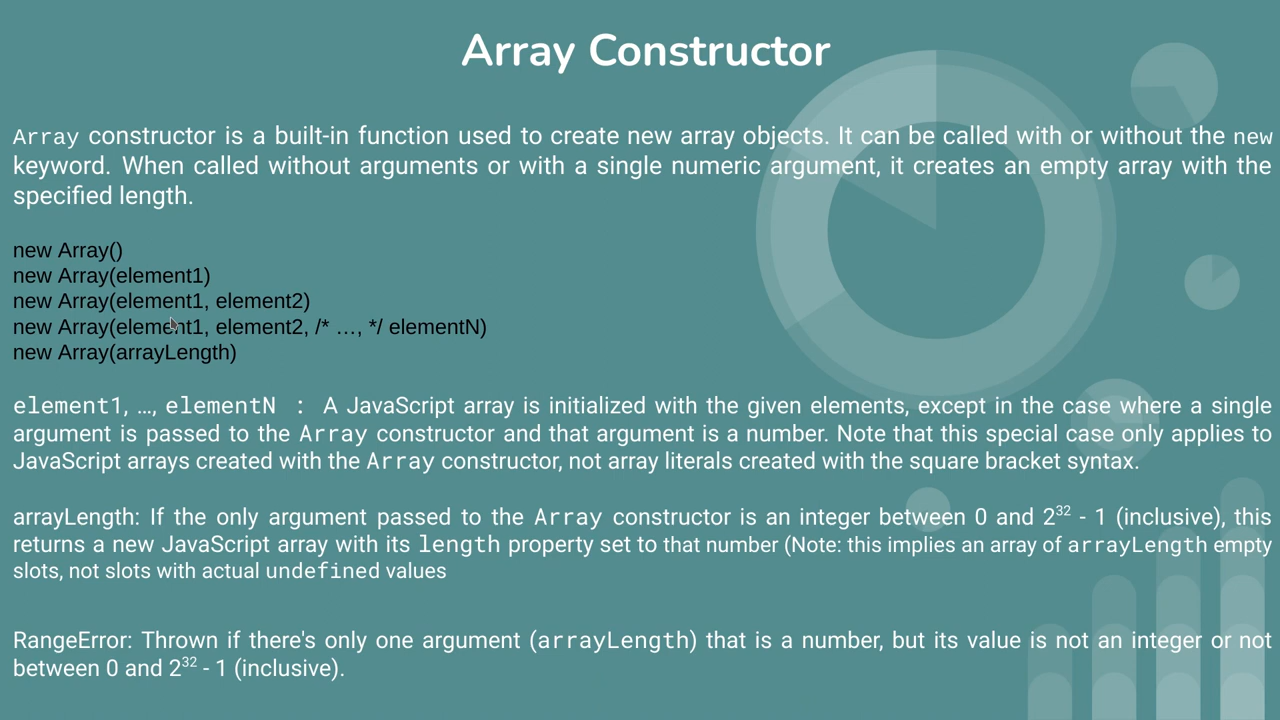 Array Constructor
Array constructor is a built-in function used to create new array objects. It can be called with or without the new
keyword. When called without arguments or with a single numeric argument, it creates an empty array with the
specified length.
new Array()
new Array(element1)
new Array(element1, element2)
new Array(element1, element2, /* …, */ elementN)
new Array(arrayLength)
element1, …, elementN : A JavaScript array is initialized with the given elements, except in the case where a single
argument is passed to the Array constructor and that argument is a number. Note that this special case only applies to
JavaScript arrays created with the Array constructor, not array literals created with the square bracket syntax.
arrayLength: If the only argument passed to the Array constructor is an integer between 0 and 2³² - 1 (inclusive), this
returns a new JavaScript array with its length property set to that number (Note: this implies an array of arrayLength empty
slots, not slots with actual undefined values
RangeError: Thrown if there's only one argument (arrayLength) that is a number, but its value is not an integer or not
between 0 and 2³² - 1 (inclusive).